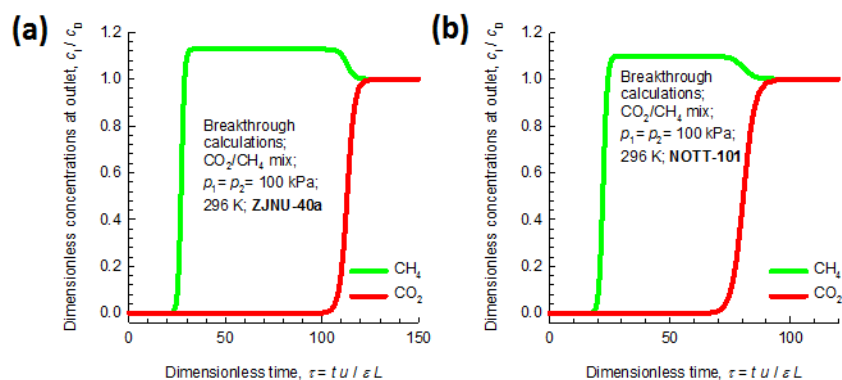 (a)
Dimensionless concentrations at outlet, cᵢ / cᵢ₀
1.2
1.0
0.8
0.6
0.4
0.2
0.0
Breakthrough
calculations;
CO₂/CH₄ mix;
p₁ = p₂ = 100 kPa;
296 K; ZJNU-40a
CH₄
CO₂
0 50 100 150
Dimensionless time, τ = t u / ε L
(b)
Dimensionless concentrations at outlet, cᵢ / cᵢ₀
1.2
1.0
0.8
0.6
0.4
0.2
0.0
Breakthrough
calculations;
CO₂/CH₄ mix;
p₁ = p₂ = 100 kPa;
296 K; NOTT-101
CH₄
CO₂
0 50 100
Dimensionless time, τ = t u / ε L